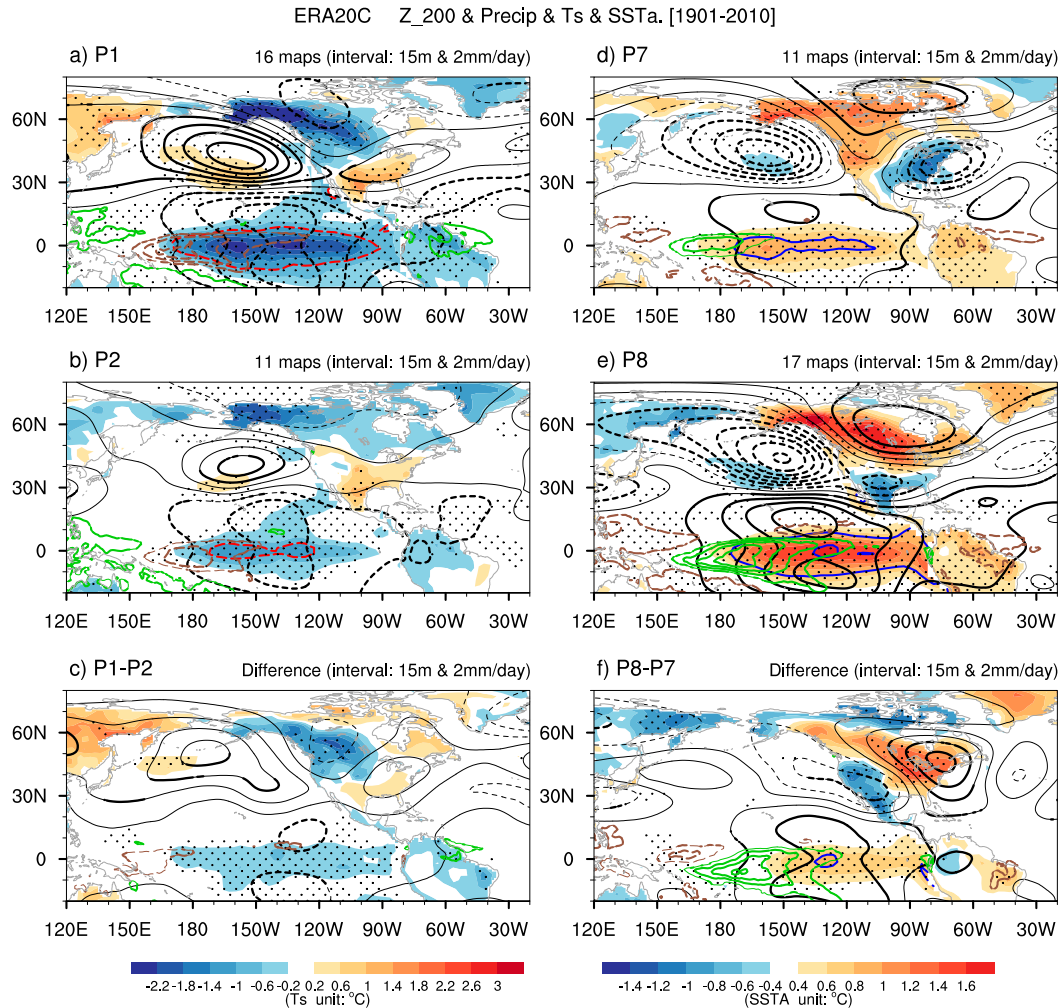 ERA20C Z_200 & Precip & Ts & SSTa. [1901-2010]
a) P1 16 maps (interval: 15m & 2mm/day)
60N
30N
0
120E 150E 180 150W 120W 90W 60W 30W
d) P7 11 maps (interval: 15m & 2mm/day)
60N
30N
0
120E 150E 180 150W 120W 90W 60W 30W
b) P2 11 maps (interval: 15m & 2mm/day)
60N
30N
0
120E 150E 180 150W 120W 90W 60W 30W
e) P8 17 maps (interval: 15m & 2mm/day)
60N
30N
0
120E 150E 180 150W 120W 90W 60W 30W
c) P1-P2 Difference (interval: 15m & 2mm/day)
60N
30N
0
120E 150E 180 150W 120W 90W 60W 30W
f) P8-P7 Difference (interval: 15m & 2mm/day)
60N
30N
0
120E 150E 180 150W 120W 90W 60W 30W
-2.2 -1.8 -1.4 -1 -0.6 -0.2 0.2 0.6 1 1.4 1.8 2.2 2.6 3
(Ts unit: °C)
-1.4 -1.2 -1 -0.8 -0.6 -0.4 0.4 0.6 0.8 1 1.2 1.4 1.6
(SSTA unit: °C)